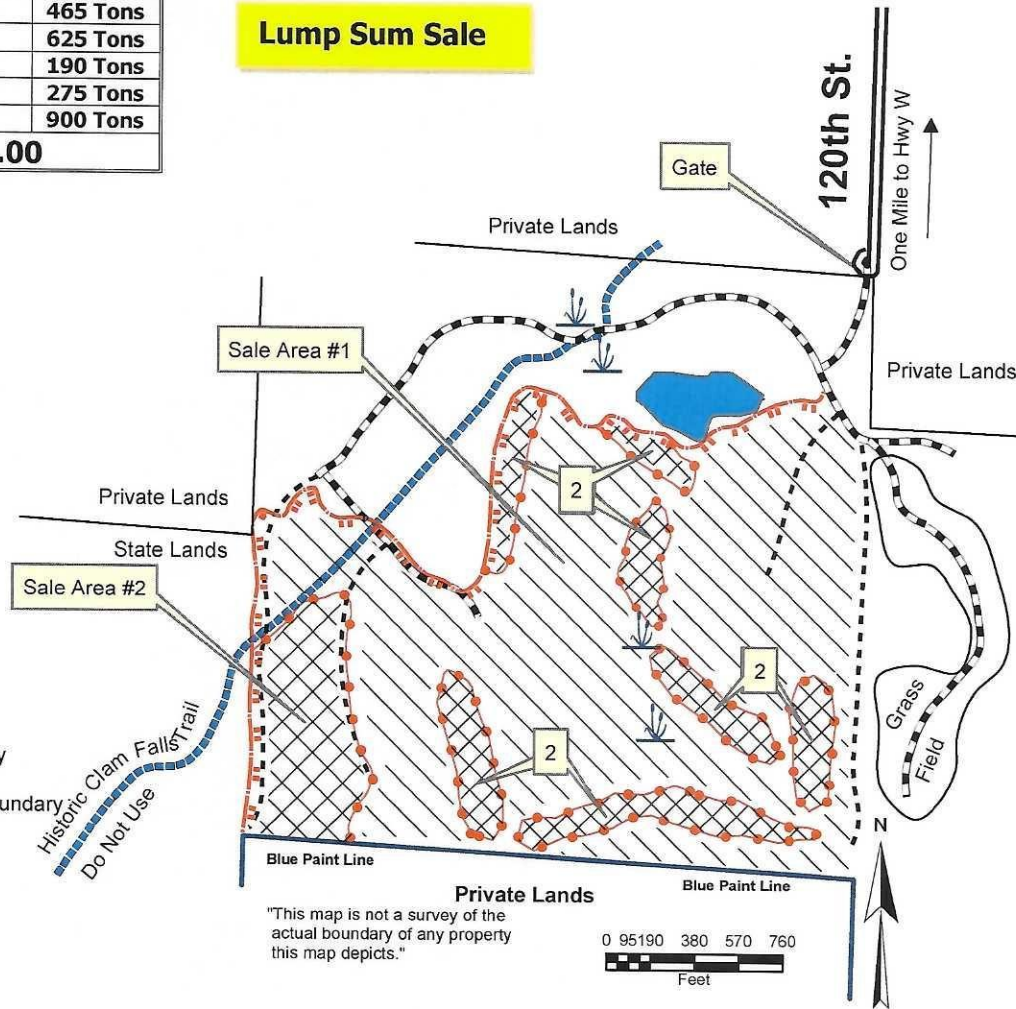 465 Tons
625 Tons
190 Tons
275 Tons
900 Tons
.00
Lump Sum Sale
120th St.
One Mile to Hwy W
Gate
Private Lands
Sale Area #1
Private Lands
2
Private Lands
State Lands
Sale Area #2
2
2
Grass
Field
y
oundary
Historic Clam Falls Trail
Do Not Use
N
Blue Paint Line
Blue Paint Line
Private Lands
"This map is not a survey of the
actual boundary of any property
this map depicts."
0 95190 380 570 760
Feet